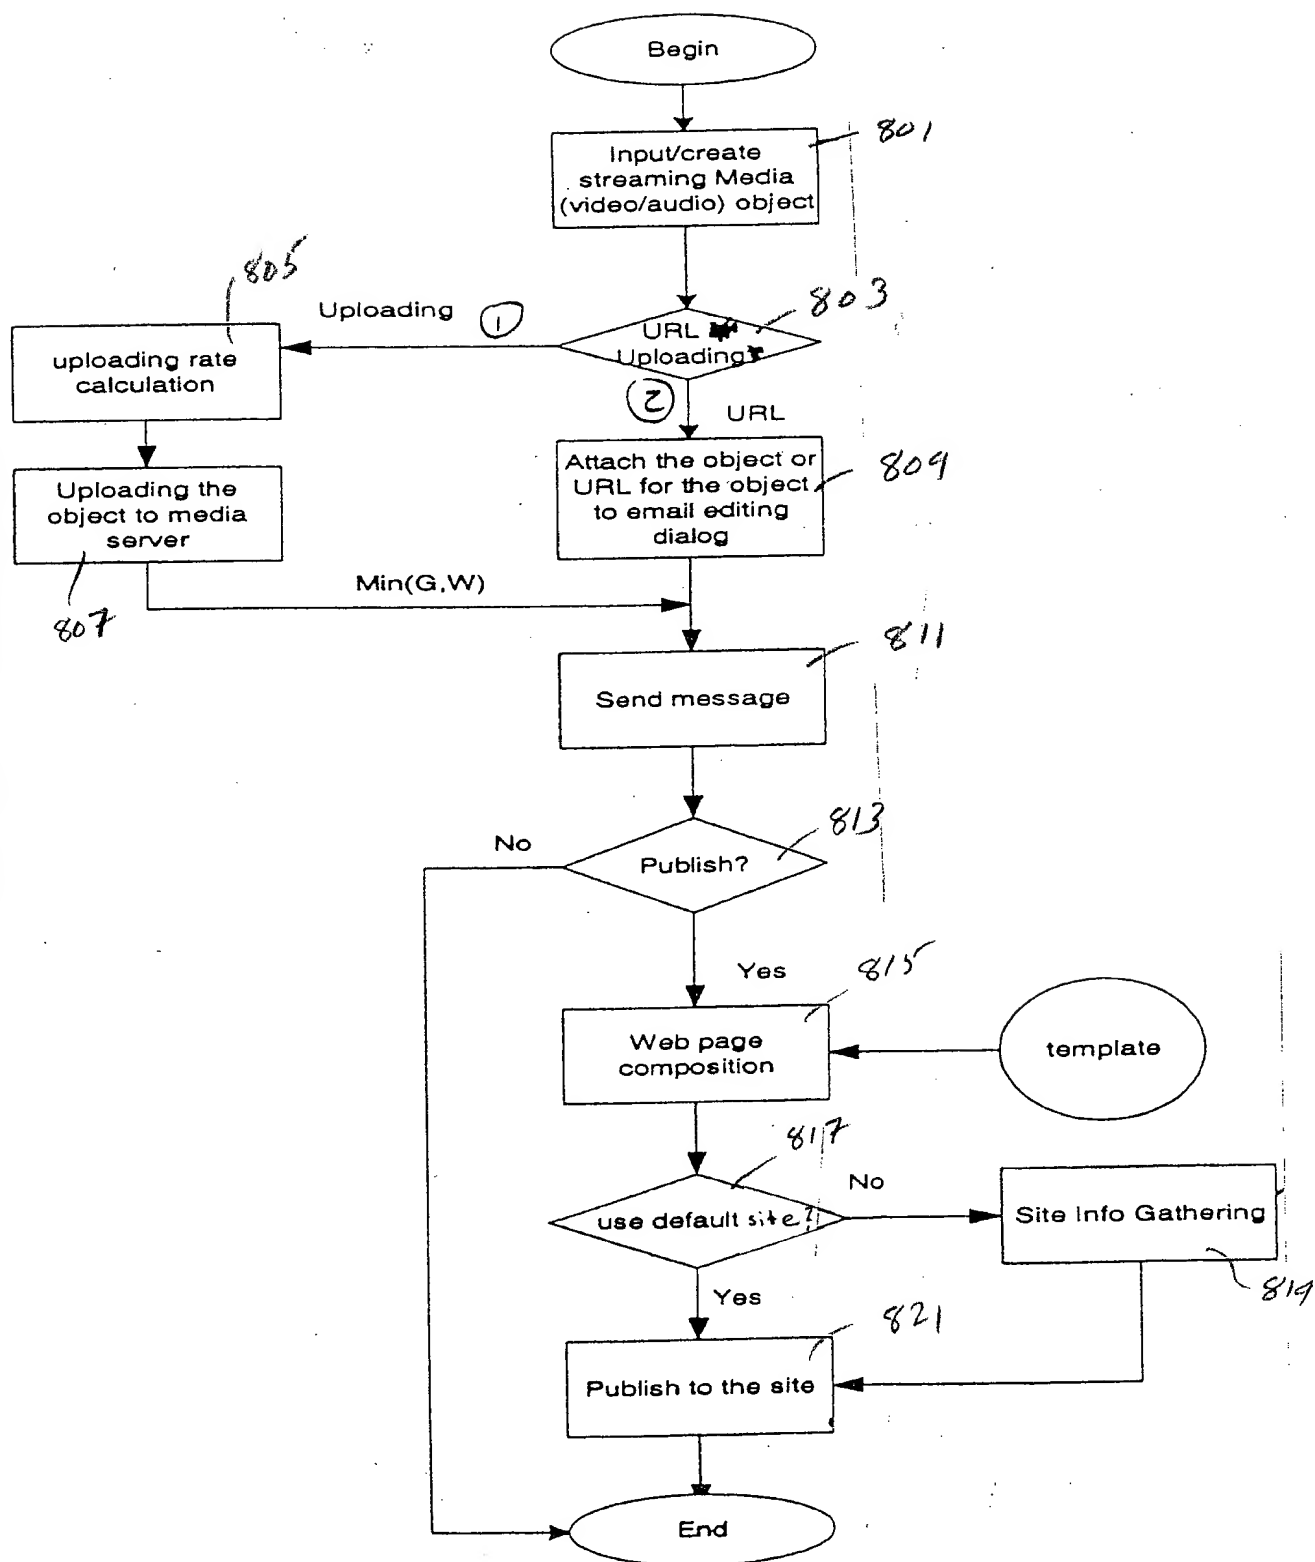 Begin
801
Input/create
streaming Media
(video/audio) object
805
803
Uploading
①
URL
Uploading?
uploading rate
calculation
②
URL
Attach the object or
URL for the object
to email editing
dialog
809
Uploading the
object to media
server
Min(G,W)
807
811
Send message
813
No
Publish?
Yes
815
Web page
composition
template
817
No
use default site?
Site Info Gathering
819
Yes
821
Publish to the site
End